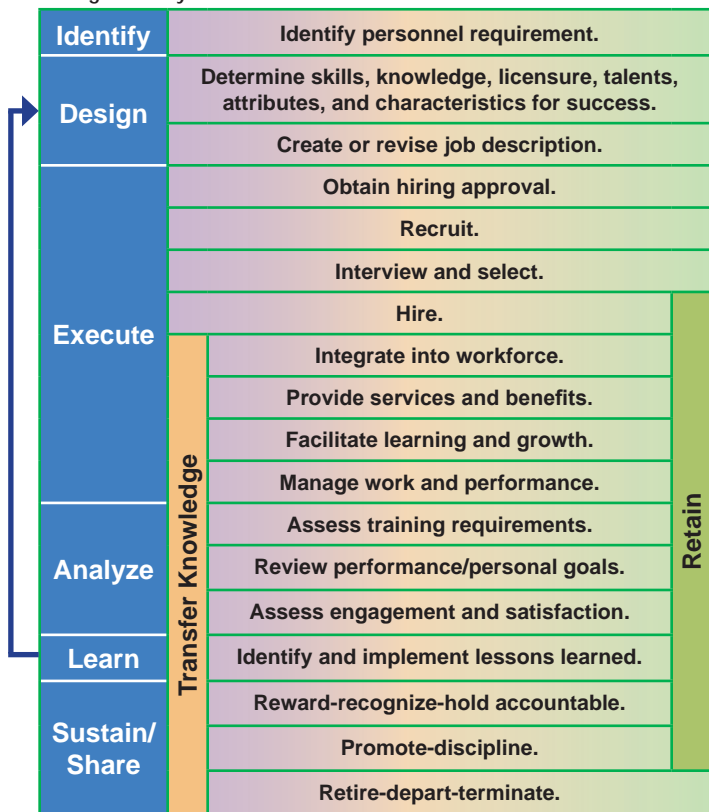 Identify
Identify personnel requirement.
Design
Determine skills, knowledge, licensure, talents,
attributes, and characteristics for success.
Create or revise job description.
Execute
Obtain hiring approval.
Recruit.
Interview and select.
Hire.
Integrate into workforce.
Provide services and benefits.
Facilitate learning and growth.
Manage work and performance.
Transfer Knowledge
Retain
Analyze
Assess training requirements.
Review performance/personal goals.
Assess engagement and satisfaction.
Learn
Identify and implement lessons learned.
Sustain/
Share
Reward-recognize-hold accountable.
Promote-discipline.
Retire-depart-terminate.